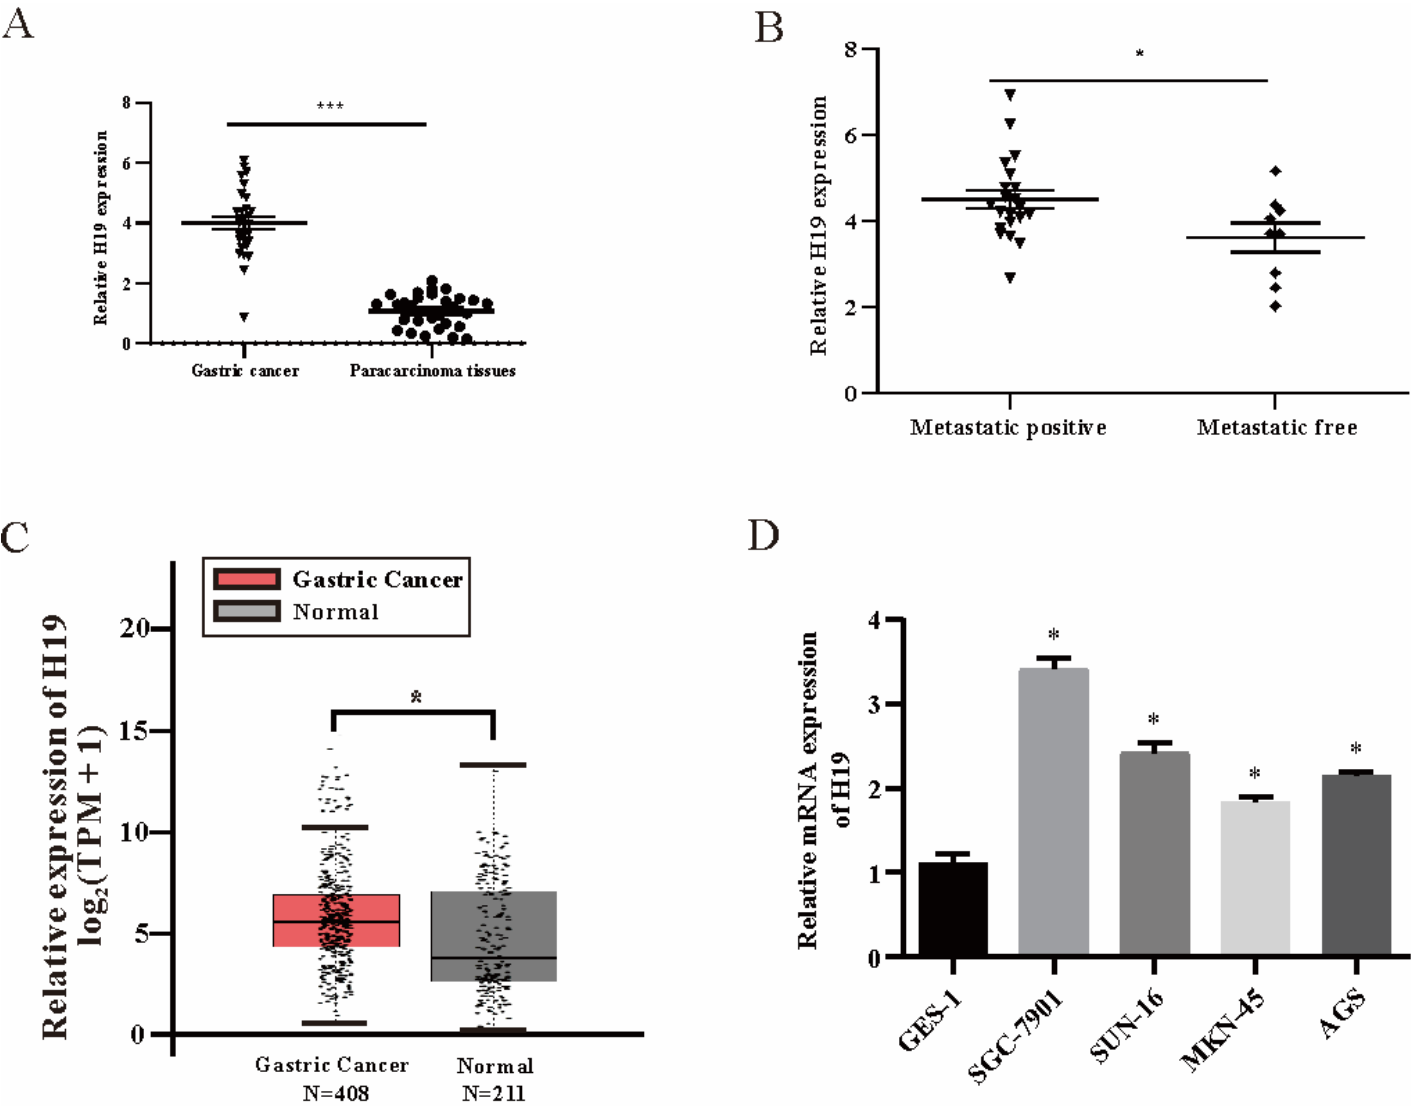 A
Relative H19 expression
8
6
4
2
0
***
Gastric cancer
Paracarcinoma tissues
B
Relative H19 expression
8
6
4
2
0
*
Metastatic positive
Metastatic free
C
Relative expression of H19
log₂(TPM + 1)
20
15
10
5
0
Gastric Cancer
Normal
*
Gastric Cancer
N=408
Normal
N=211
D
Relative mRNA expression
of H19
4
3
2
1
0
*
*
*
*
GES-1
SGC-7901
SUN-16
MKN-45
AGS